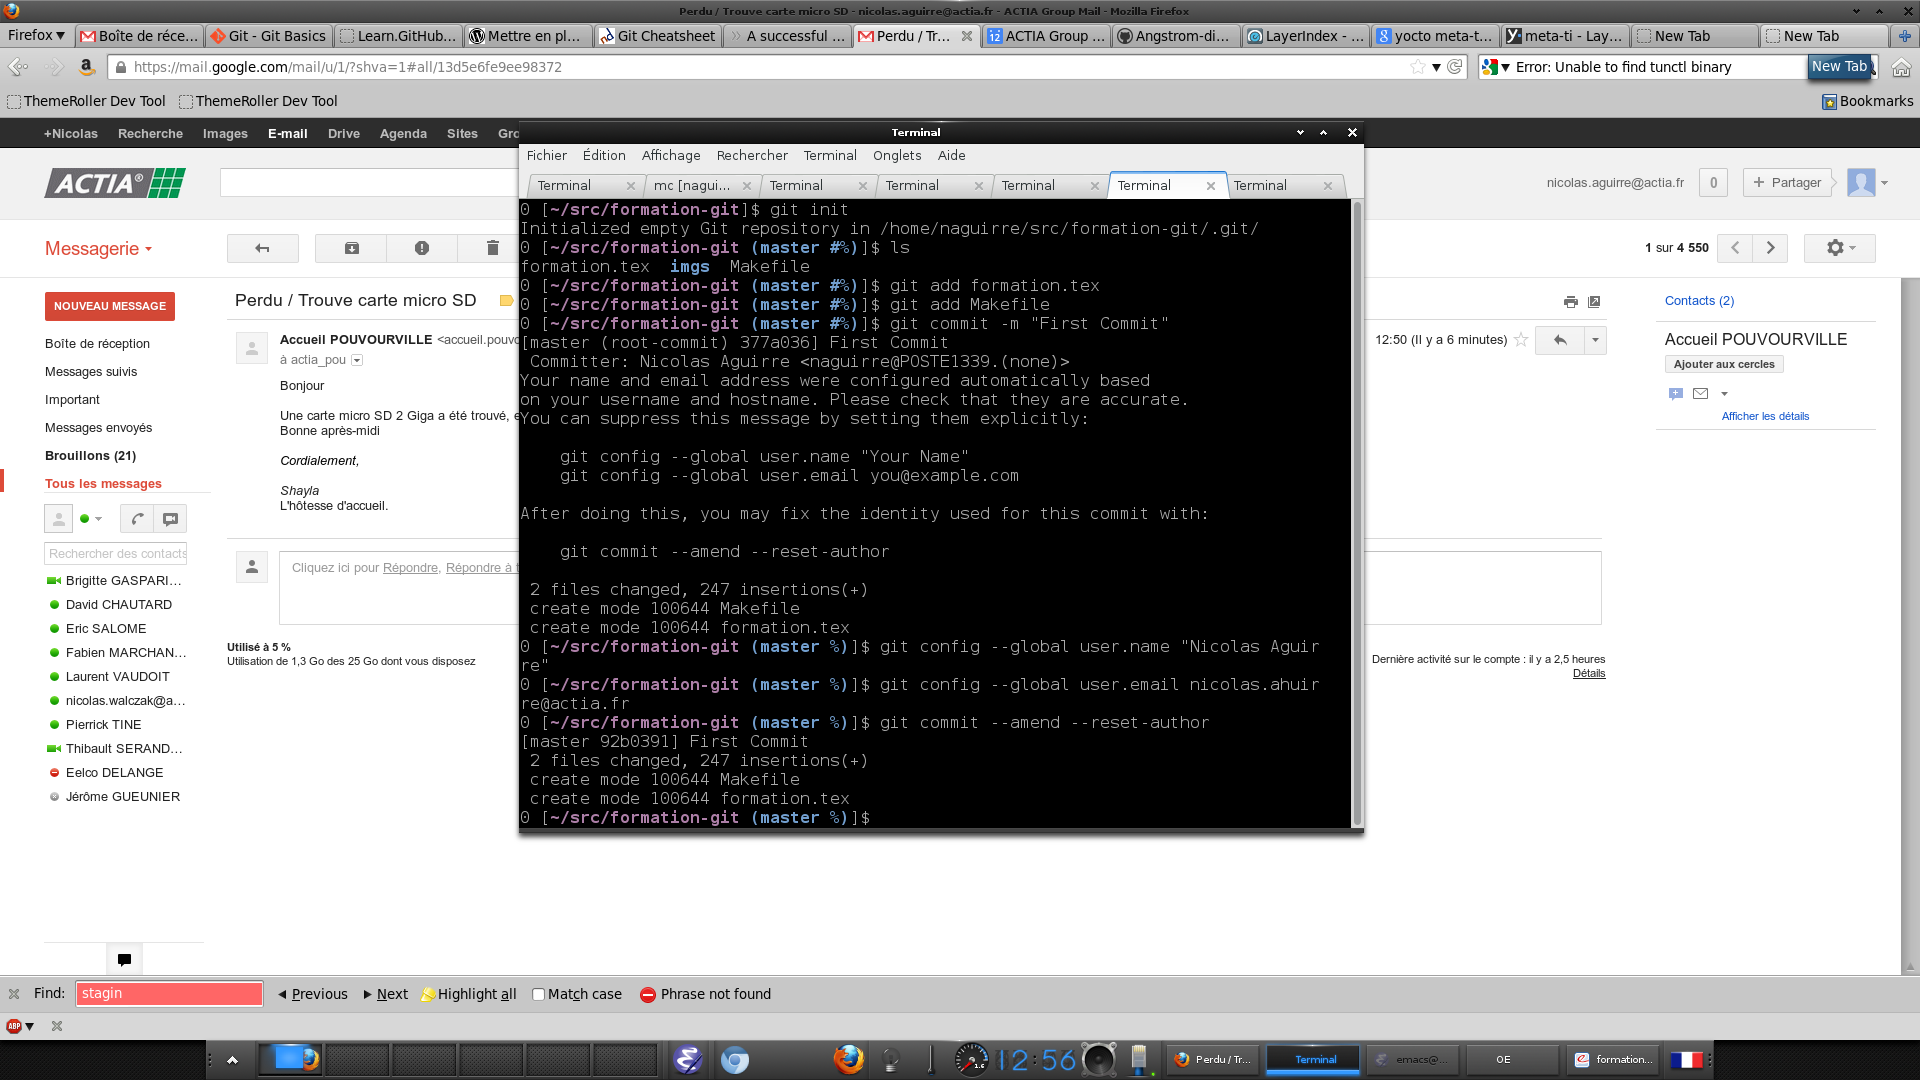 Perdu / Trouve carte micro SD - nicolas.aguirre@actia.fr - ACTIA Group Mail - Mozilla Firefox
Firefox
Boîte de réce...
Git - Git Basics
Learn.GitHub...
Mettre en pl...
Git Cheatsheet
A successful ...
Perdu / Tr...
ACTIA Group ...
Angstrom-di...
LayerIndex - ...
yocto meta-t...
meta-ti - Lay...
New Tab
New Tab
https://mail.google.com/mail/u/1/?shva=1#all/13d5e6fe9ee98372
Error: Unable to find tunctl binary
New Tab
ThemeRoller Dev Tool
ThemeRoller Dev Tool
Bookmarks
+Nicolas Recherche Images E-mail Drive Agenda Sites Gro
Terminal
Fichier Édition Affichage Rechercher Terminal Onglets Aide
Terminal
mc [nagui...
Terminal
Terminal
Terminal
Terminal
Terminal
0 [~/src/formation-git]$ git init
Initialized empty Git repository in /home/naguirre/src/formation-git/.git/
0 [~/src/formation-git (master #%)]$ ls
formation.tex imgs Makefile
0 [~/src/formation-git (master #%)]$ git add formation.tex
0 [~/src/formation-git (master #%)]$ git add Makefile
0 [~/src/formation-git (master #%)]$ git commit -m "First Commit"
[master (root-commit) 377a036] First Commit
Committer: Nicolas Aguirre <naguirre@POSTE1339.(none)>
Your name and email address were configured automatically based
on your username and hostname. Please check that they are accurate.
You can suppress this message by setting them explicitly:
git config --global user.name "Your Name"
git config --global user.email you@example.com
After doing this, you may fix the identity used for this commit with:
git commit --amend --reset-author
2 files changed, 247 insertions(+)
create mode 100644 Makefile
create mode 100644 formation.tex
0 [~/src/formation-git (master %)]$ git config --global user.name "Nicolas Aguir
re"
0 [~/src/formation-git (master %)]$ git config --global user.email nicolas.ahuir
re@actia.fr
0 [~/src/formation-git (master %)]$ git commit --amend --reset-author
[master 92b0391] First Commit
2 files changed, 247 insertions(+)
create mode 100644 Makefile
create mode 100644 formation.tex
0 [~/src/formation-git (master %)]$
ACTIA®
nicolas.aguirre@actia.fr
0
+ Partager
Messagerie
1 sur 4 550
NOUVEAU MESSAGE
Boîte de réception
Messages suivis
Important
Messages envoyés
Brouillons (21)
Tous les messages
Rechercher des contacts
Brigitte GASPARI...
David CHAUTARD
Eric SALOME
Fabien MARCHAN...
Laurent VAUDOIT
nicolas.walczak@a...
Pierrick TINE
Thibault SERAND...
Eelco DELANGE
Jérôme GUEUNIER
Perdu / Trouve carte micro SD
Accueil POUVOURVILLE <accueil.pouvo
12:50 (Il y a 6 minutes)
à actia_pou
Bonjour
Une carte micro SD 2 Giga a été trouvé, e
Bonne après-midi
Cordialement,
Shayla
L'hôtesse d'accueil.
Cliquez ici pour Répondre, Répondre à t
Utilisé à 5 %
Utilisation de 1,3 Go des 25 Go dont vous disposez
Dernière activité sur le compte : il y a 2,5 heures
Détails
Contacts (2)
Accueil POUVOURVILLE
Ajouter aux cercles
Afficher les détails
Find: stagin Previous Next Highlight all Match case Phrase not found
ABP
12:56
Perdu / Tr...
Terminal
emacs@...
OE
formation...